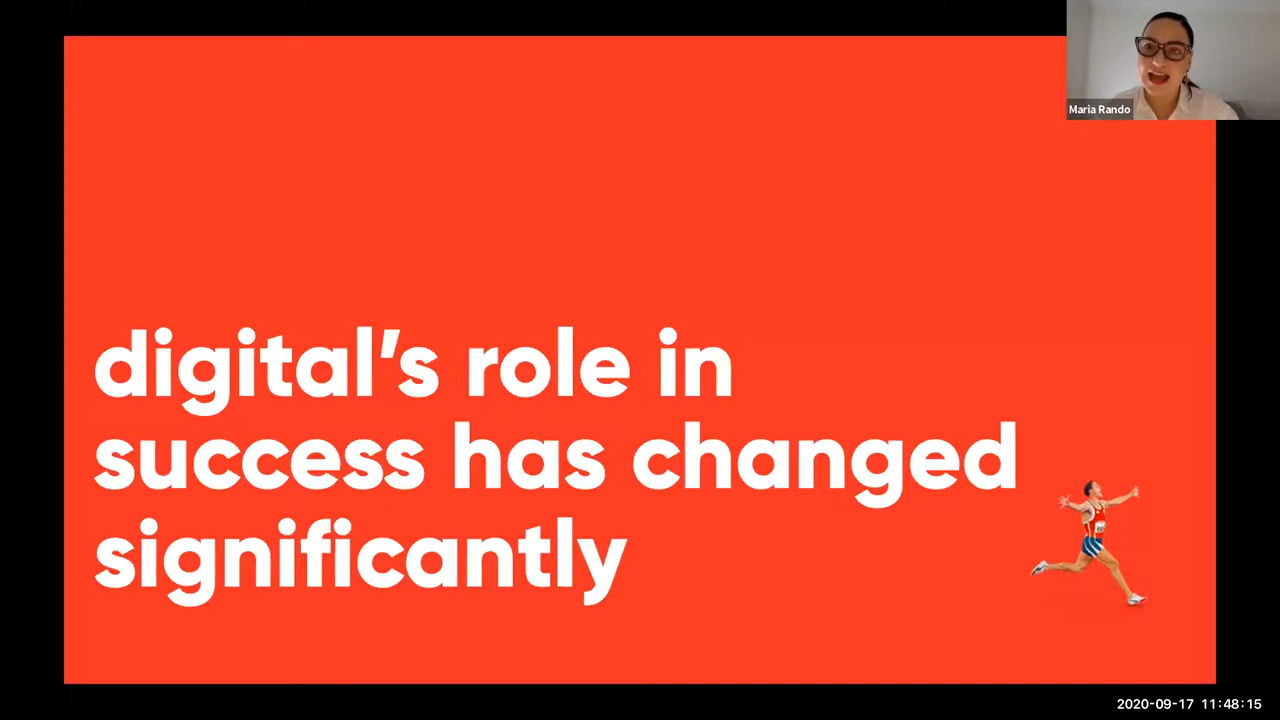 Maria Rando
digital’s role in
success has changed
significantly
2020-09-17 11:48:15